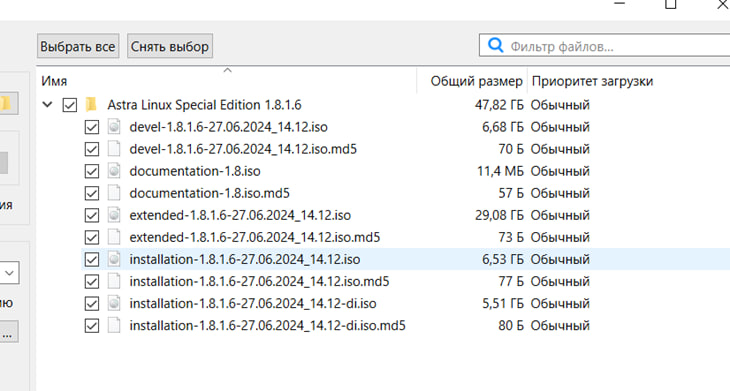 Выбрать все Снять выбор Фильтр файлов...
Имя Общий размер Приоритет загрузки
Astra Linux Special Edition 1.8.1.6 47,82 ГБ Обычный
devel-1.8.1.6-27.06.2024_14.12.iso 6,68 ГБ Обычный
devel-1.8.1.6-27.06.2024_14.12.iso.md5 70 Б Обычный
documentation-1.8.iso 11,4 МБ Обычный
documentation-1.8.iso.md5 57 Б Обычный
ия extended-1.8.1.6-27.06.2024_14.12.iso 29,08 ГБ Обычный
extended-1.8.1.6-27.06.2024_14.12.iso.md5 73 Б Обычный
installation-1.8.1.6-27.06.2024_14.12.iso 6,53 ГБ Обычный
installation-1.8.1.6-27.06.2024_14.12.iso.md5 77 Б Обычный
ию installation-1.8.1.6-27.06.2024_14.12-di.iso 5,51 ГБ Обычный
... installation-1.8.1.6-27.06.2024_14.12-di.iso.md5 80 Б Обычный